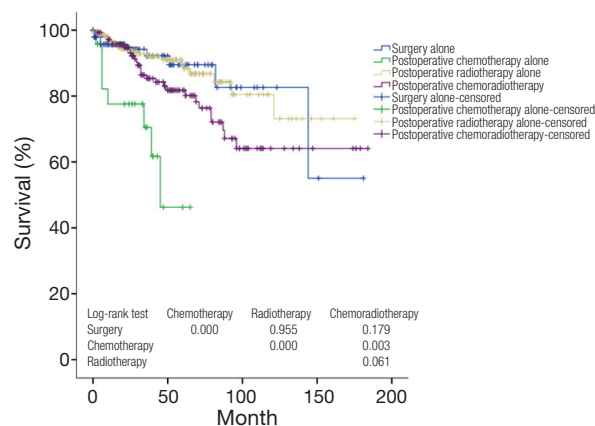 100
80
60
40
20
0
Survival (%)
Surgery alone
Postoperative chemotherapy alone
Postoperative radiotherapy alone
Postoperative chemoradiotherapy
Surgery alone-censored
Postoperative chemotherapy alone-censored
Postoperative radiotherapy alone-censored
Postoperative chemoradiotherapy-censored
Log-rank test Chemotherapy Radiotherapy Chemoradiotherapy
Surgery 0.000 0.955 0.179
Chemotherapy 0.000 0.003
Radiotherapy 0.061
0 50 100 150 200
Month